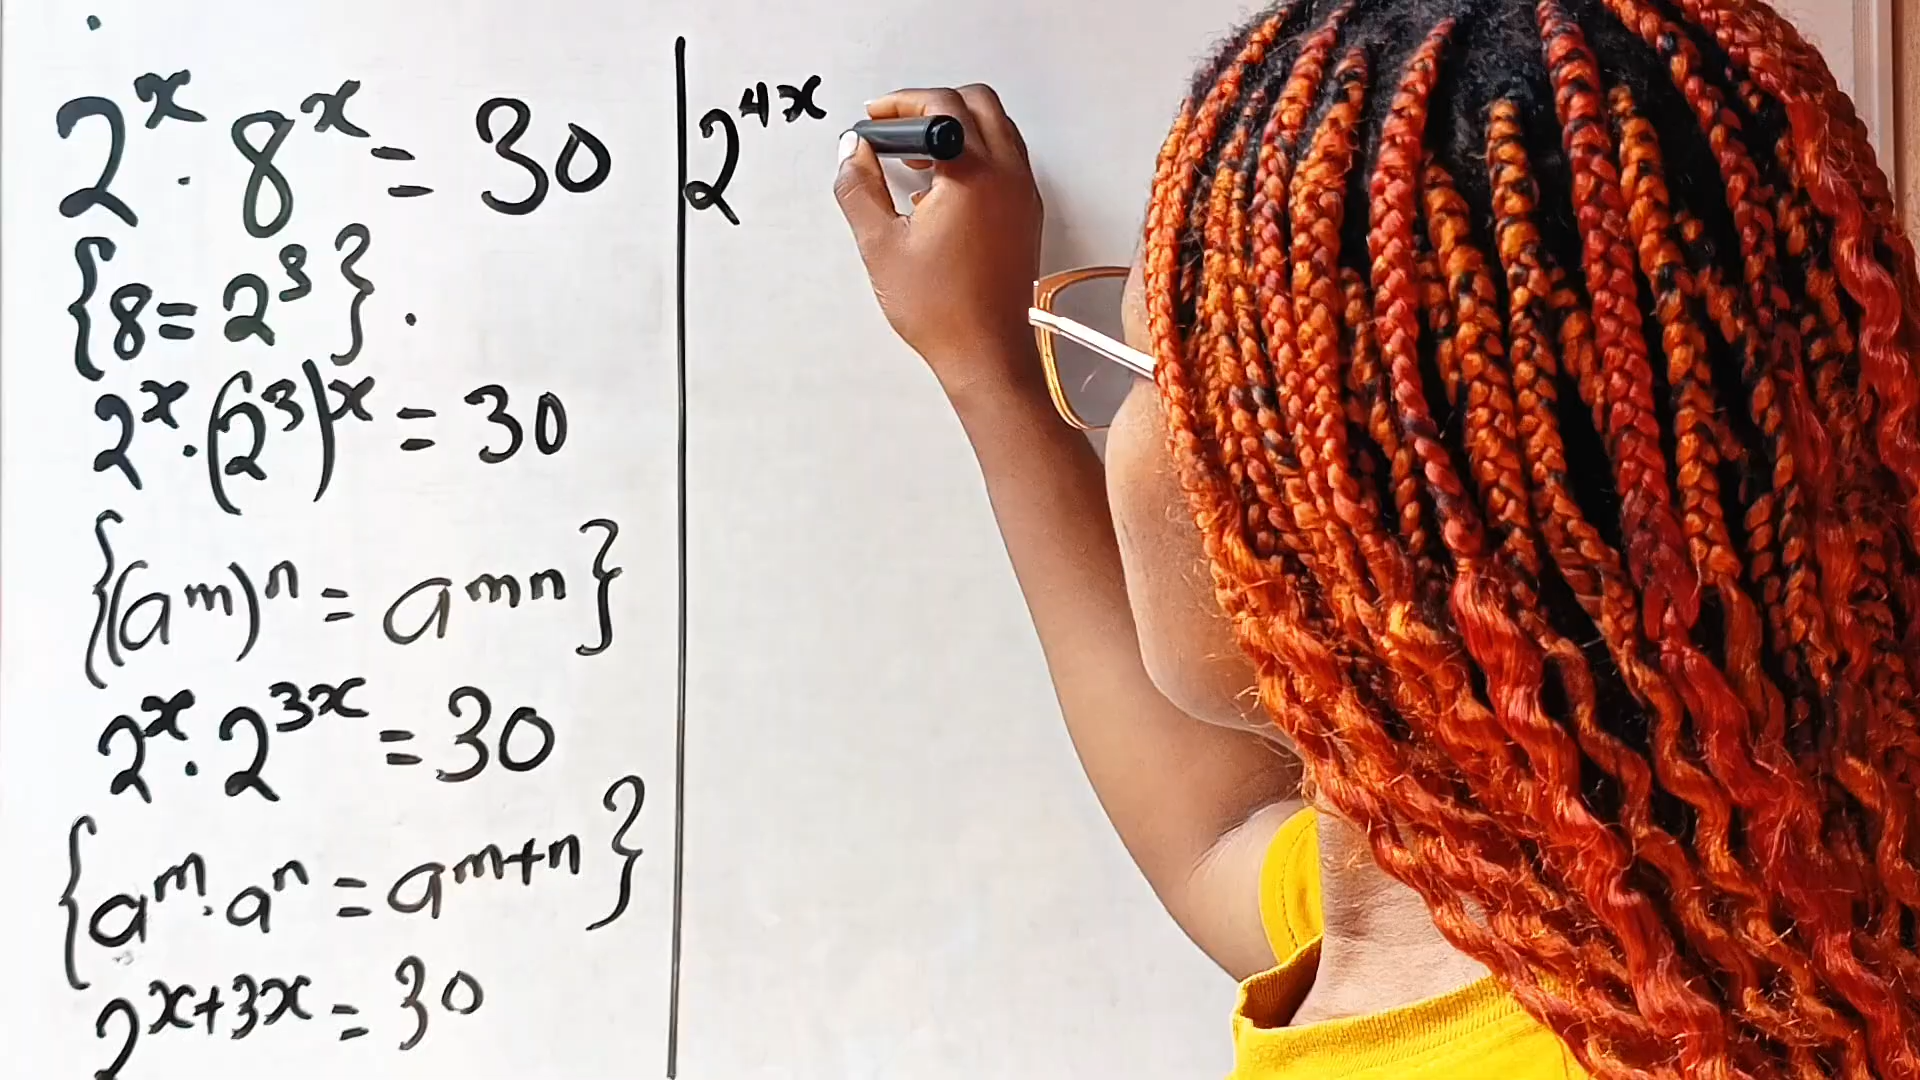 2^x · 8^x = 30
{8 = 2^3}
2^x · (2^3)^x = 30
{(a^m)^n = a^mn}
2^x · 2^3x = 30
{a^m · a^n = a^m+n}
2^x+3x = 30
2^4x